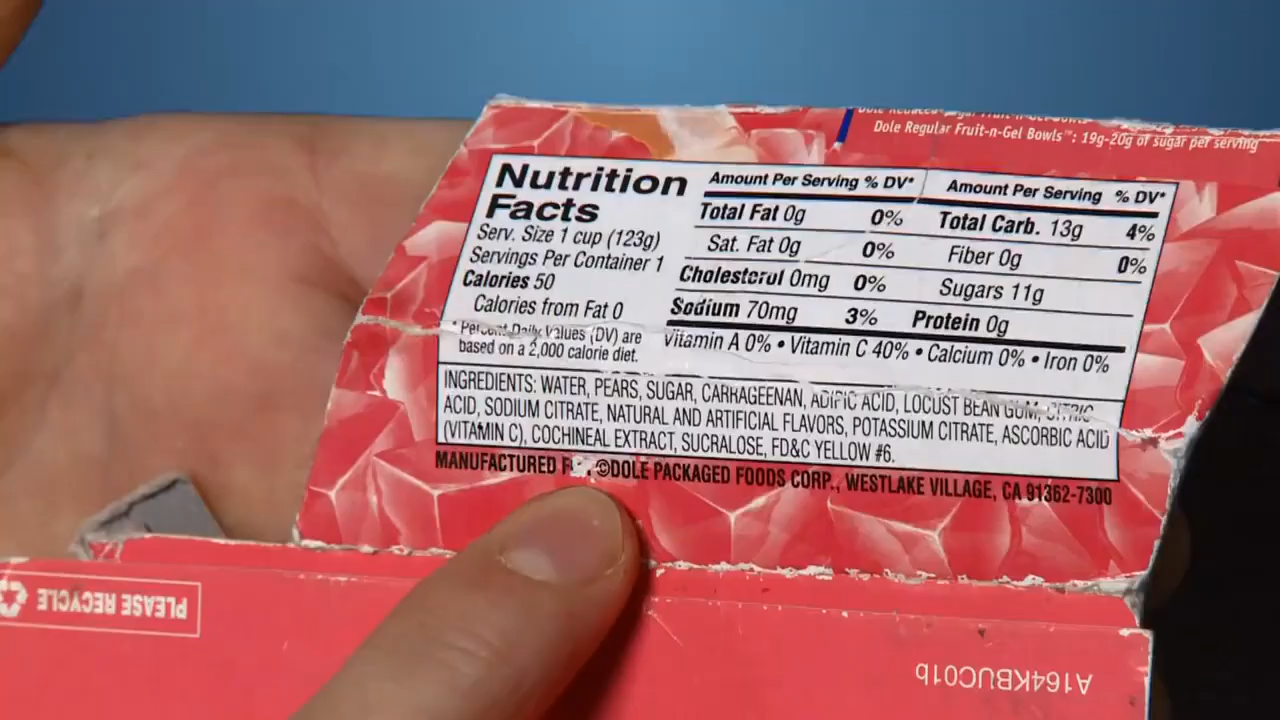 Dole Reduced Sugar Fruit-n-Gel Bowls
Dole Regular Fruit-n-Gel Bowls™: 19g-20g of sugar per serving
Nutrition
Facts
Serv. Size 1 cup (123g)
Servings Per Container 1
Calories 50
Calories from Fat 0
* Percent Daily Values (DV) are
based on a 2,000 calorie diet.
Amount Per Serving % DV*
Total Fat 0g 0%
Sat. Fat 0g 0%
Cholesterol 0mg 0%
Sodium 70mg 3%
Amount Per Serving % DV*
Total Carb. 13g 4%
Fiber 0g 0%
Sugars 11g
Protein 0g
Vitamin A 0% • Vitamin C 40% • Calcium 0% • Iron 0%
INGREDIENTS: WATER, PEARS, SUGAR, CARRAGEENAN, ADIPIC ACID, LOCUST BEAN GUM, CITRIC
ACID, SODIUM CITRATE, NATURAL AND ARTIFICIAL FLAVORS, POTASSIUM CITRATE, ASCORBIC ACID
(VITAMIN C), COCHINEAL EXTRACT, SUCRALOSE, FD&C YELLOW #6.
MANUFACTURED ©DOLE PACKAGED FOODS CORP., WESTLAKE VILLAGE, CA 91362-7300
PLEASE RECYCLE
A164KBUC01b